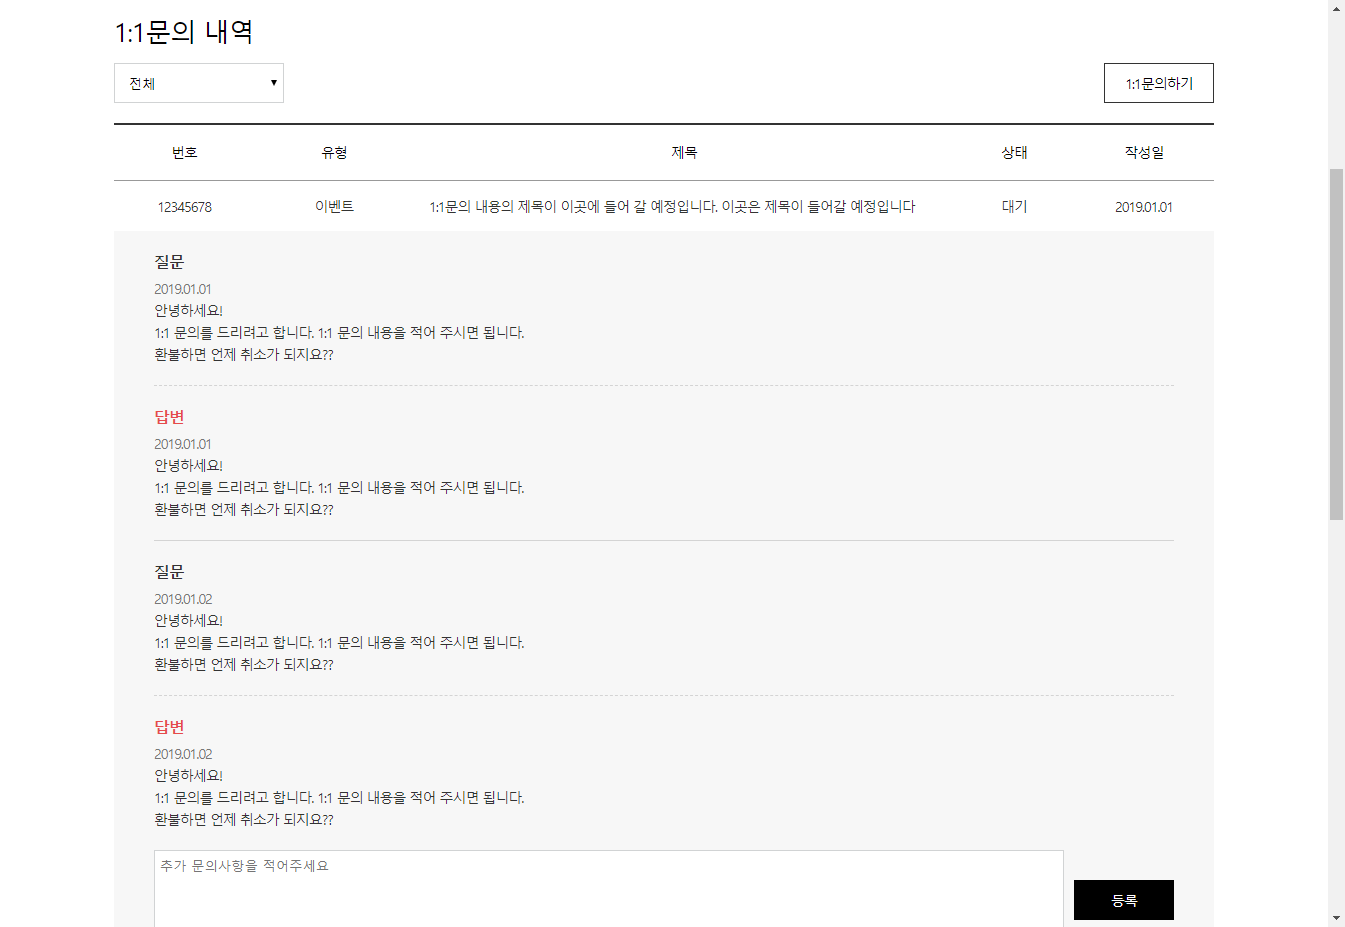 1:1문의 내역
전체
1:1문의하기
번호 유형 제목 상태 작성일
12345678 이벤트 1:1문의 내용의 제목이 이곳에 들어 갈 예정입니다. 이곳은 제목이 들어갈 예정입니다 대기 2019.01.01
질문
2019.01.01
안녕하세요!
1:1 문의를 드리려고 합니다. 1:1 문의 내용을 적어 주시면 됩니다.
환불하면 언제 취소가 되지요??
답변
2019.01.01
안녕하세요!
1:1 문의를 드리려고 합니다. 1:1 문의 내용을 적어 주시면 됩니다.
환불하면 언제 취소가 되지요??
질문
2019.01.02
안녕하세요!
1:1 문의를 드리려고 합니다. 1:1 문의 내용을 적어 주시면 됩니다.
환불하면 언제 취소가 되지요??
답변
2019.01.02
안녕하세요!
1:1 문의를 드리려고 합니다. 1:1 문의 내용을 적어 주시면 됩니다.
환불하면 언제 취소가 되지요??
추가 문의사항을 적어주세요
등록